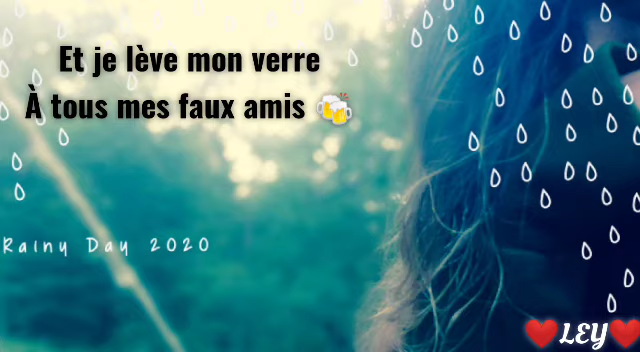 Et je lève mon verre
À tous mes faux amis 🍻
Rainy Day 2020
❤️LEY❤️